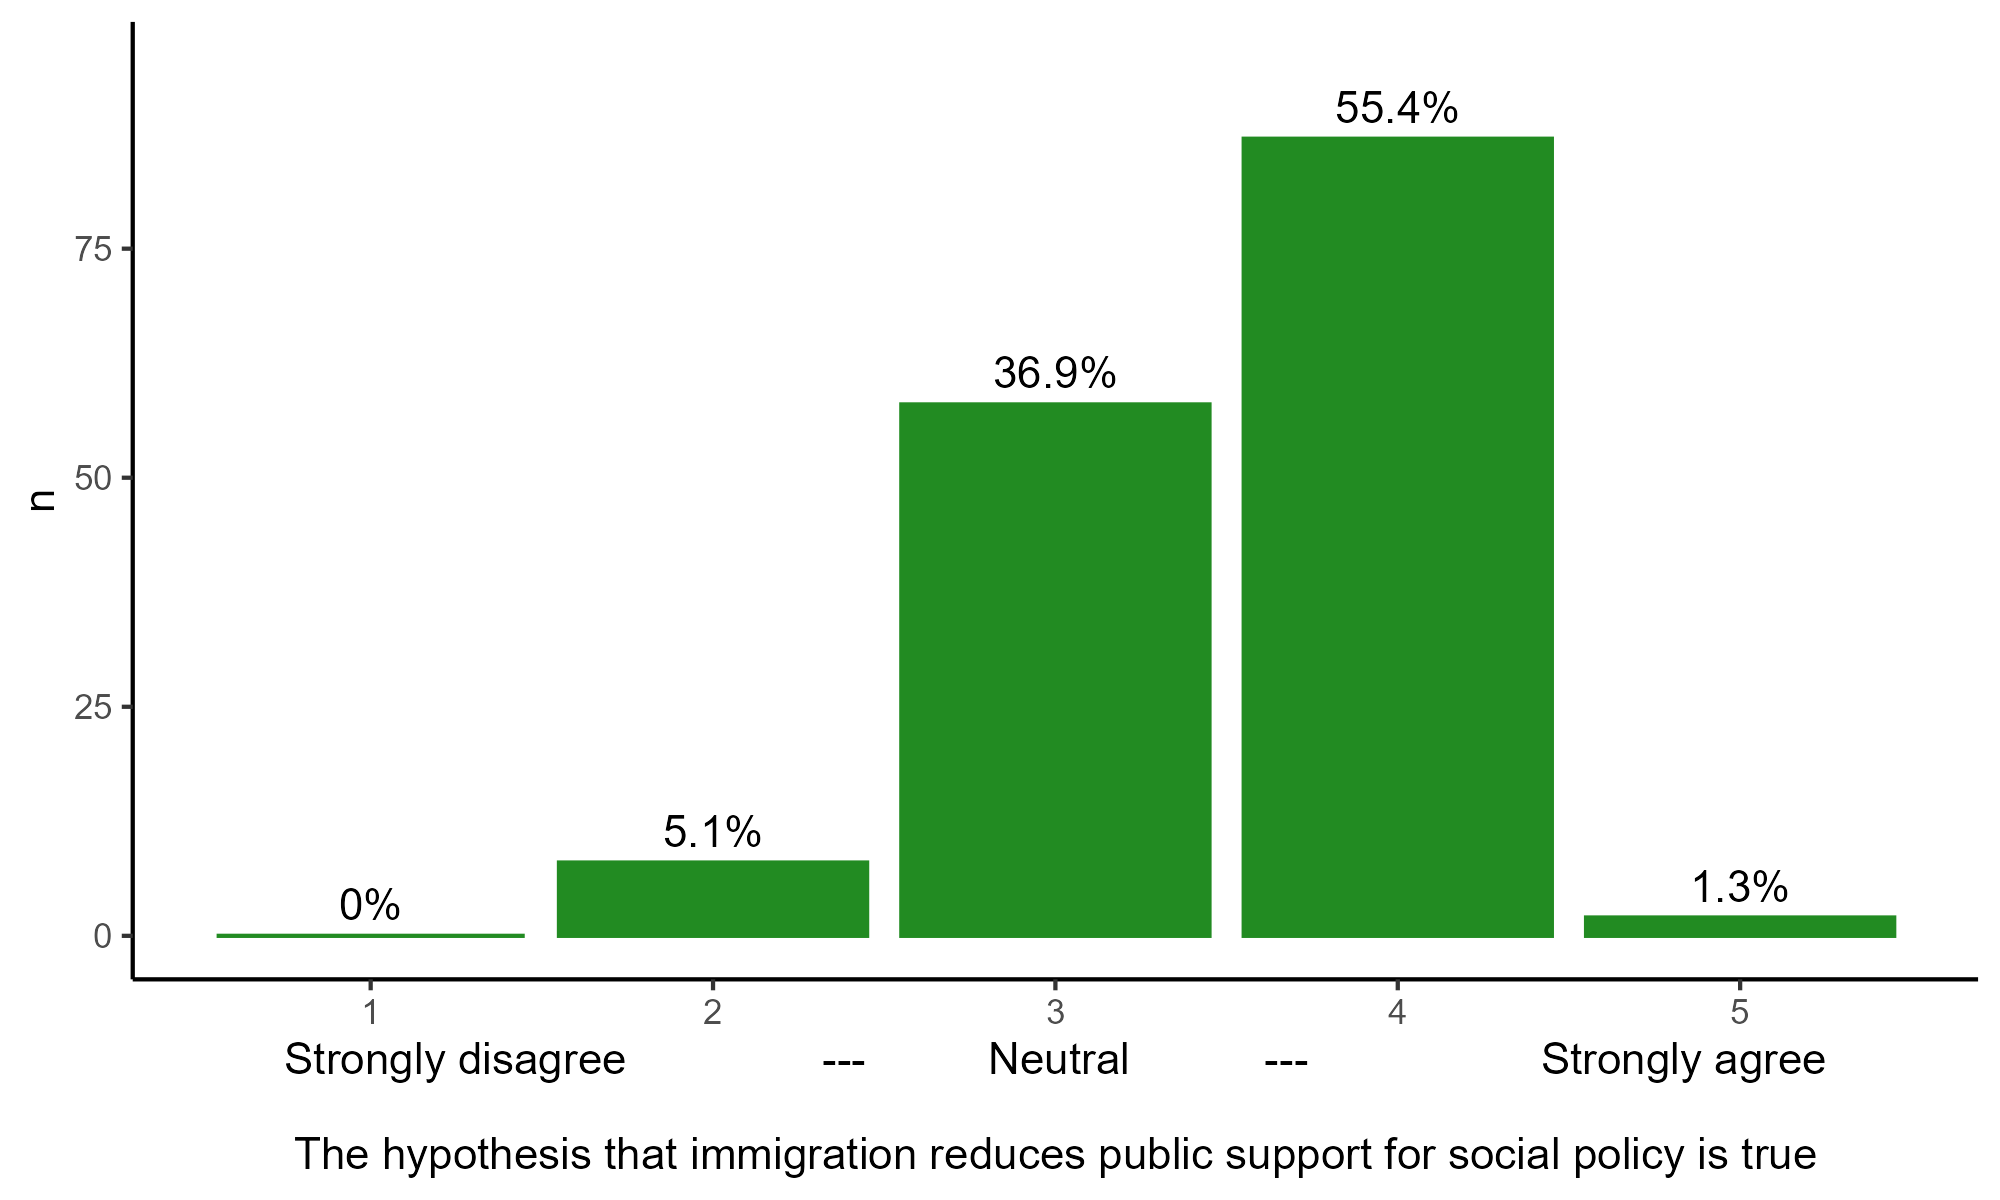 55.4%
75
36.9%
50
n
25
5.1%
1.3%
0%
0
1 2 3 4 5
Strongly disagree --- Neutral --- Strongly agree
The hypothesis that immigration reduces public support for social policy is true